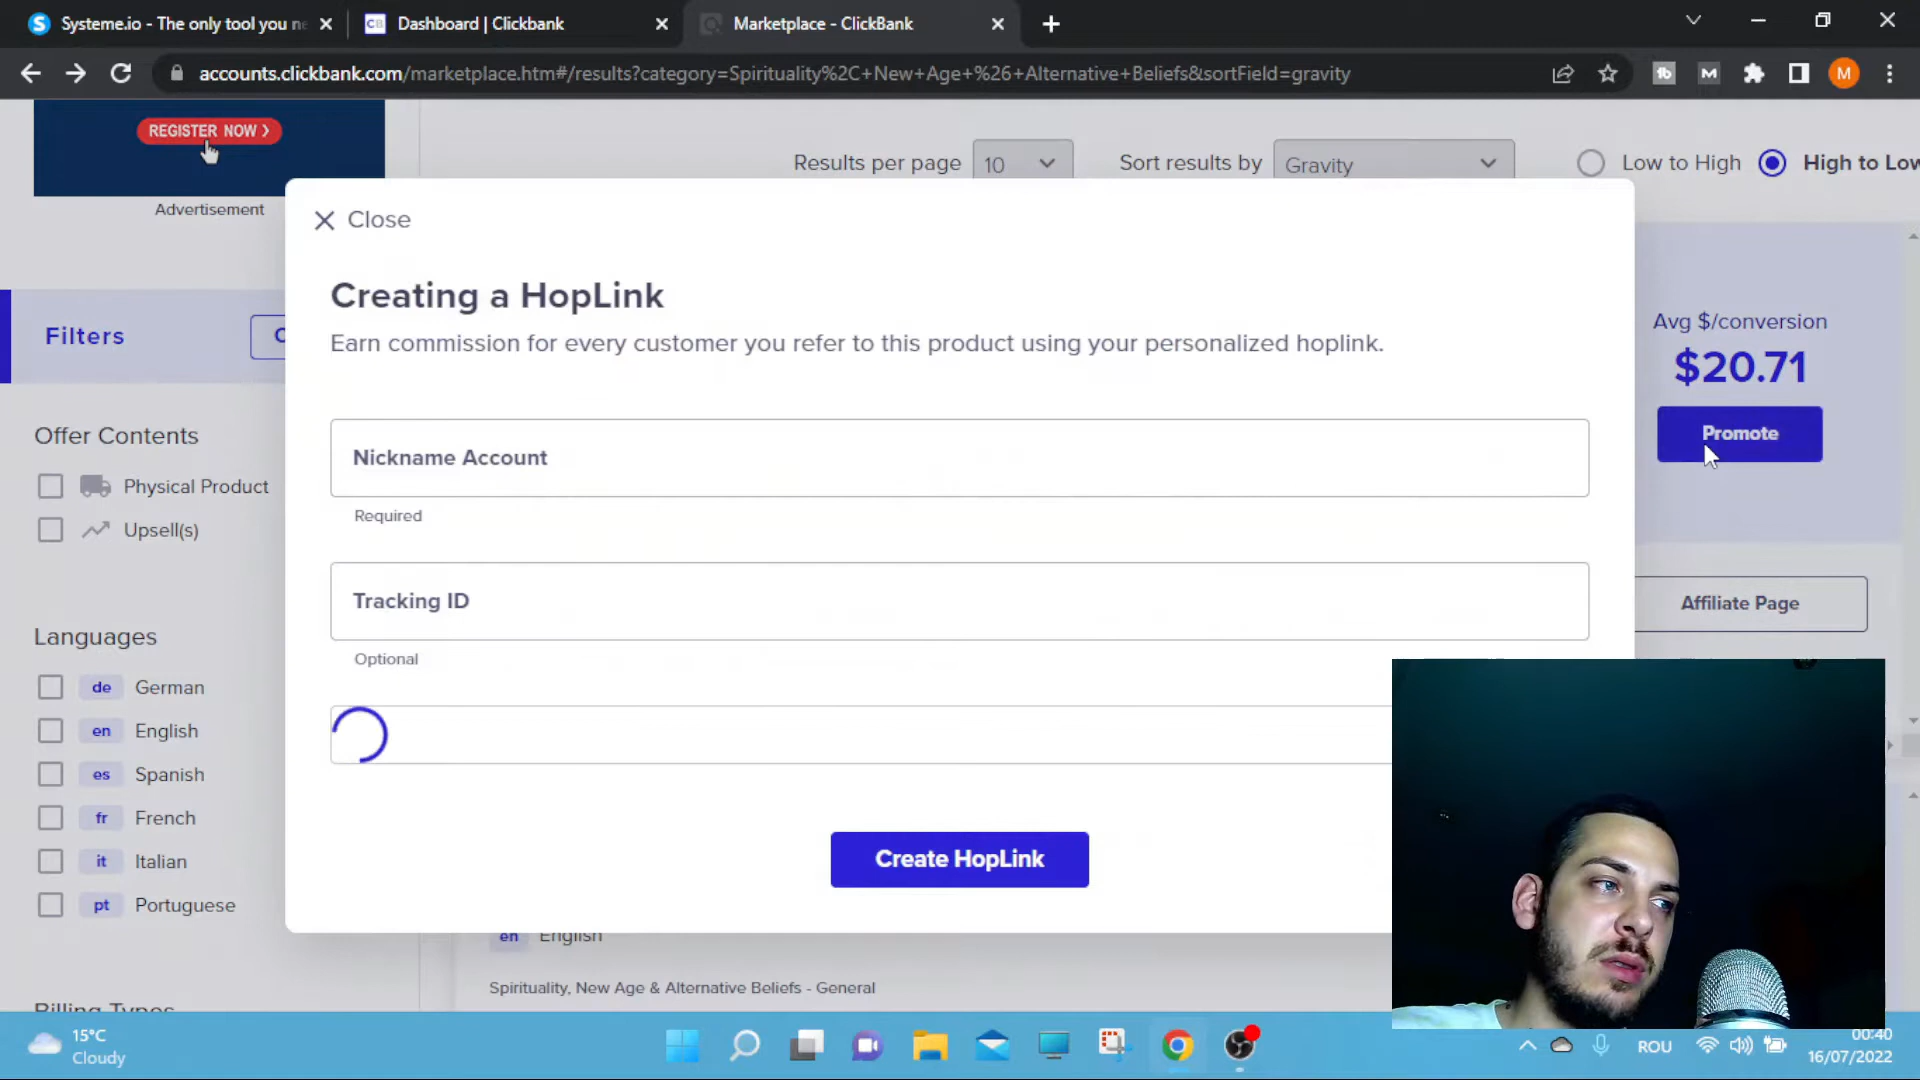 Systeme.io - The only tool you ne
CB
Dashboard | Clickbank
Marketplace - ClickBank
accounts.clickbank.com/marketplace.htm#/results?category=Spirituality%2C+New+Age+%26+Alternative+Beliefs&sortField=gravity
M
REGISTER NOW
Advertisement
Results per page
10
Sort results by
Gravity
Low to High
High to Low
Close
Creating a HopLink
Earn commission for every customer you refer to this product using your personalized hoplink.
Filters
Avg $/conversion
$20.71
Promote
Nickname Account
Required
Offer Contents
Physical Product
Upsell(s)
Tracking ID
Optional
Affiliate Page
Languages
de German
en English
es Spanish
fr French
it Italian
pt Portuguese
Create HopLink
en English
Spirituality, New Age & Alternative Beliefs - General
Billing Types
15°C
Cloudy
ROU
00:40
16/07/2022